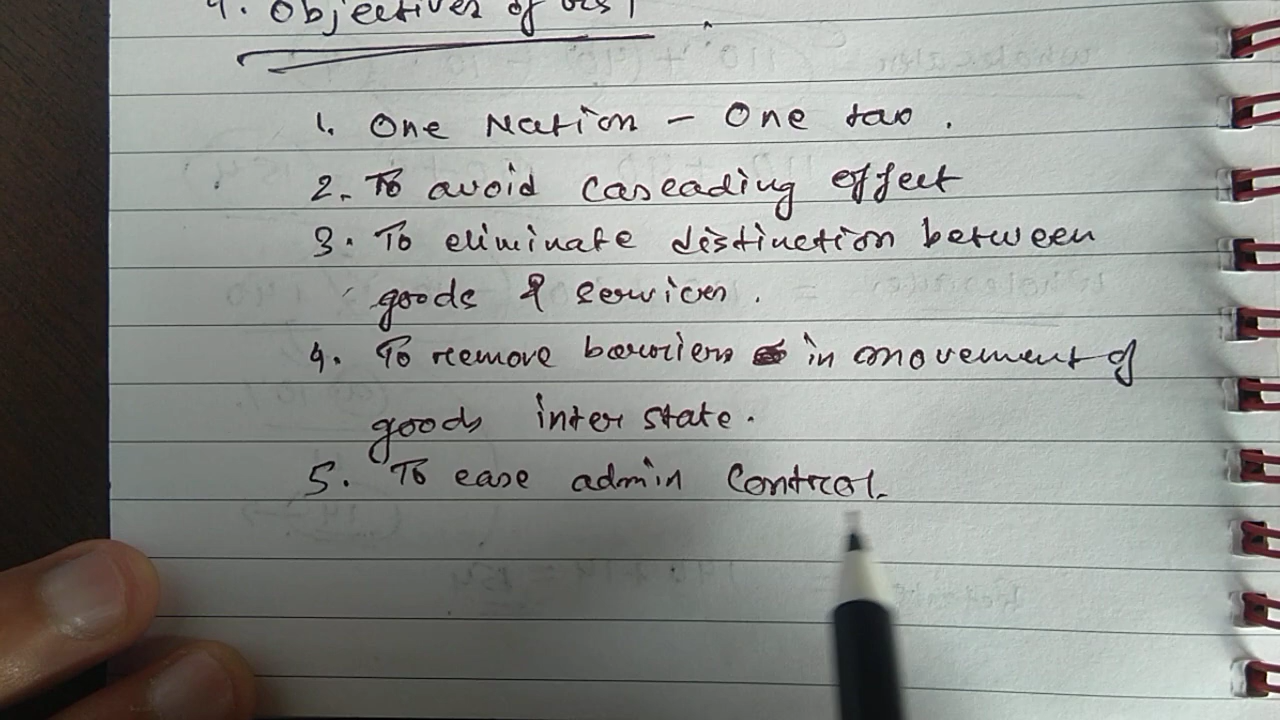 4. Objectives of GST
1. One Nation - One tax.
2. To avoid cascading effect
3. To eliminate distinction between
goods & services.
4. To remove barriers in movement of
goods inter state.
5. To ease admin Control.